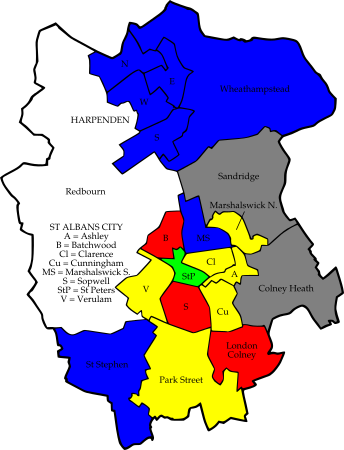 N
E
Wheathampstead
W
HARPENDEN
S
Sandridge
Redbourn
Marshalswick N.
ST ALBANS CITY
A = Ashley
B = Batchwood
Cl = Clarence
Cu = Cunningham
MS = Marshalswick S.
S = Sopwell
StP = St Peters
V = Verulam
B
MS
Cl
StP
A
V
Colney Heath
S
Cu
London
Colney
St Stephen
Park Street